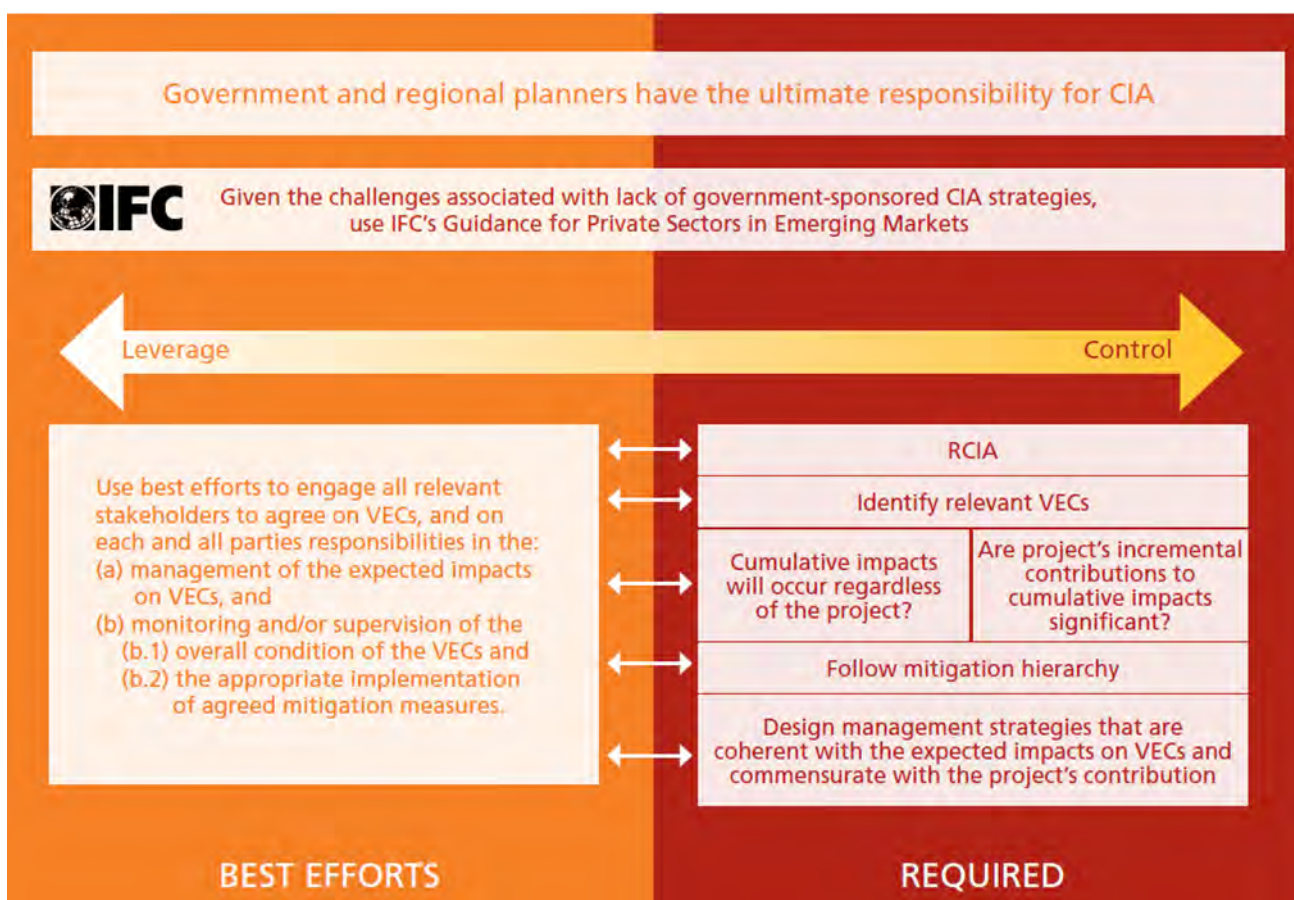 Government and regional planners have the ultimate responsibility for CIA
IFC
Given the challenges associated with lack of government-sponsored CIA strategies,
use IFC's Guidance for Private Sectors in Emerging Markets
Leverage
Control
Use best efforts to engage all relevant
stakeholders to agree on VECs, and on
each and all parties responsibilities in the:
(a) management of the expected impacts
on VECs, and
(b) monitoring and/or supervision of the
(b.1) overall condition of the VECs and
(b.2) the appropriate implementation
of agreed mitigation measures.
RCIA
Identify relevant VECs
Cumulative impacts
will occur regardless
of the project?
Are project's incremental
contributions to
cumulative impacts
significant?
Follow mitigation hierarchy
Design management strategies that are
coherent with the expected impacts on VECs and
commensurate with the project's contribution
BEST EFFORTS
REQUIRED